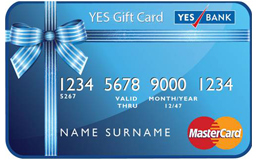 YES Gift Card YES BANK
1234 5678 9000 1234
5267 VALID MONTH/YEAR
THRU 12/47
NAME SURNAME MasterCard